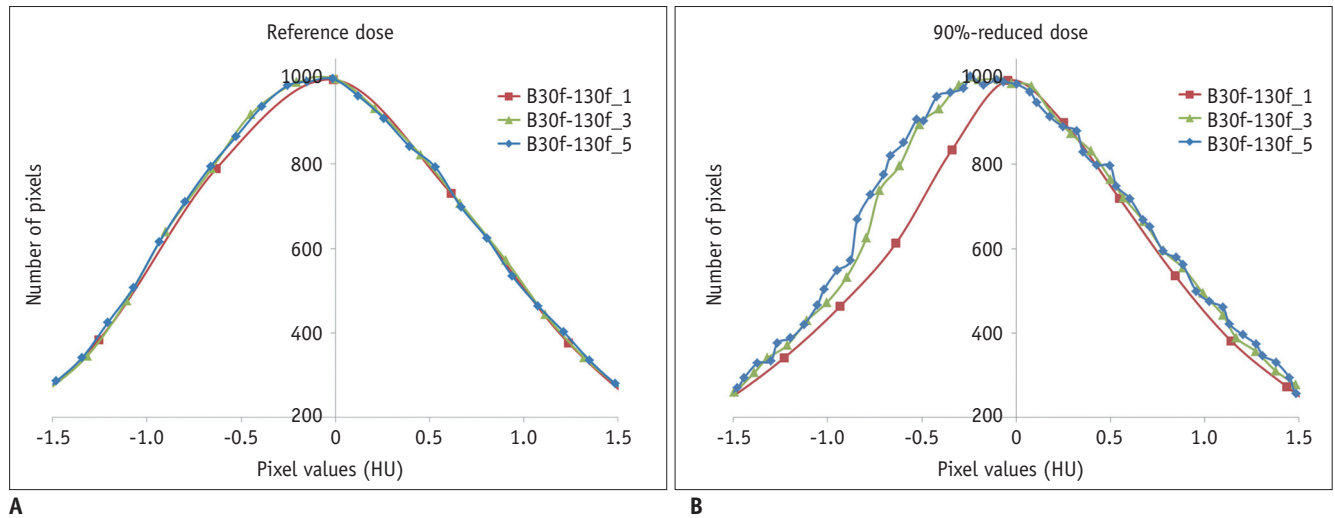 Reference dose
1000
800
600
400
200
Number of pixels
-1.5
-1.0
-0.5
0
0.5
1.0
1.5
Pixel values (HU)
B30f-130f_1
B30f-130f_3
B30f-130f_5
A
90%-reduced dose
1000
800
600
400
200
Number of pixels
-1.5
-1.0
-0.5
0
0.5
1.0
1.5
Pixel values (HU)
B30f-130f_1
B30f-130f_3
B30f-130f_5
B